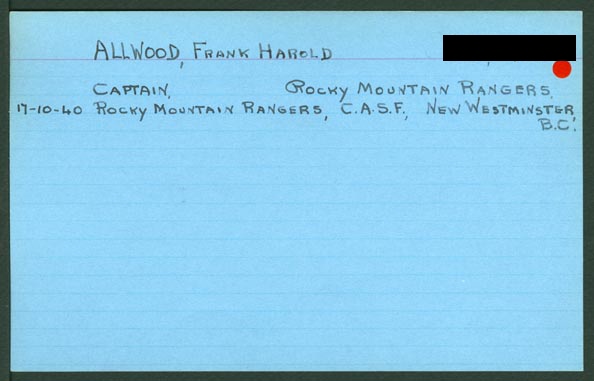 ALLWOOD, FRANK HAROLD
CAPTAIN, ROCKY MOUNTAIN RANGERS.
17-10-40 ROCKY MOUNTAIN RANGERS, C.A.S.F., NEW WESTMINSTER,
B.C.